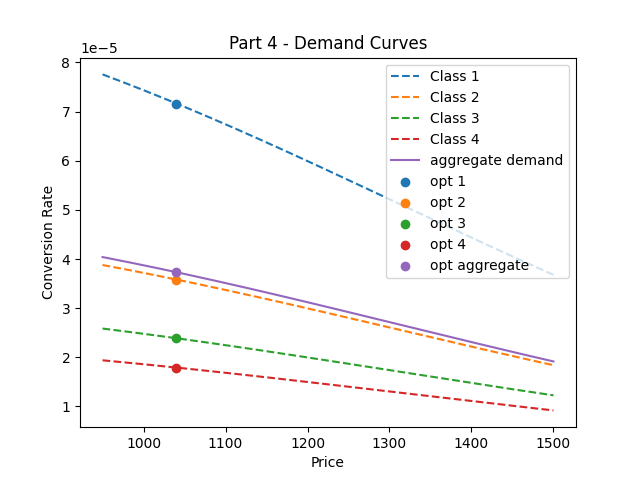 Part 4 - Demand Curves
1e−5
8
7
6
5
4
3
2
1
Conversion Rate
Class 1
Class 2
Class 3
Class 4
aggregate demand
opt 1
opt 2
opt 3
opt 4
opt aggregate
1000 1100 1200 1300 1400 1500
Price